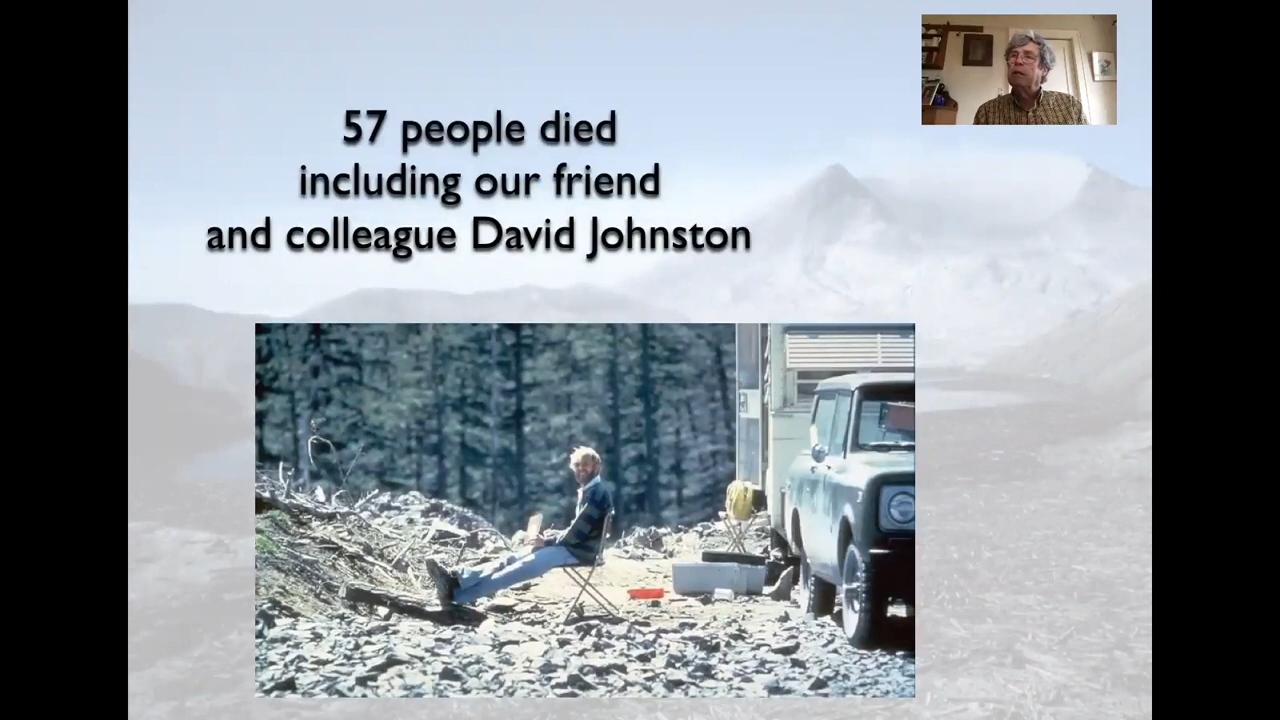 57 people died
including our friend
and colleague David Johnston